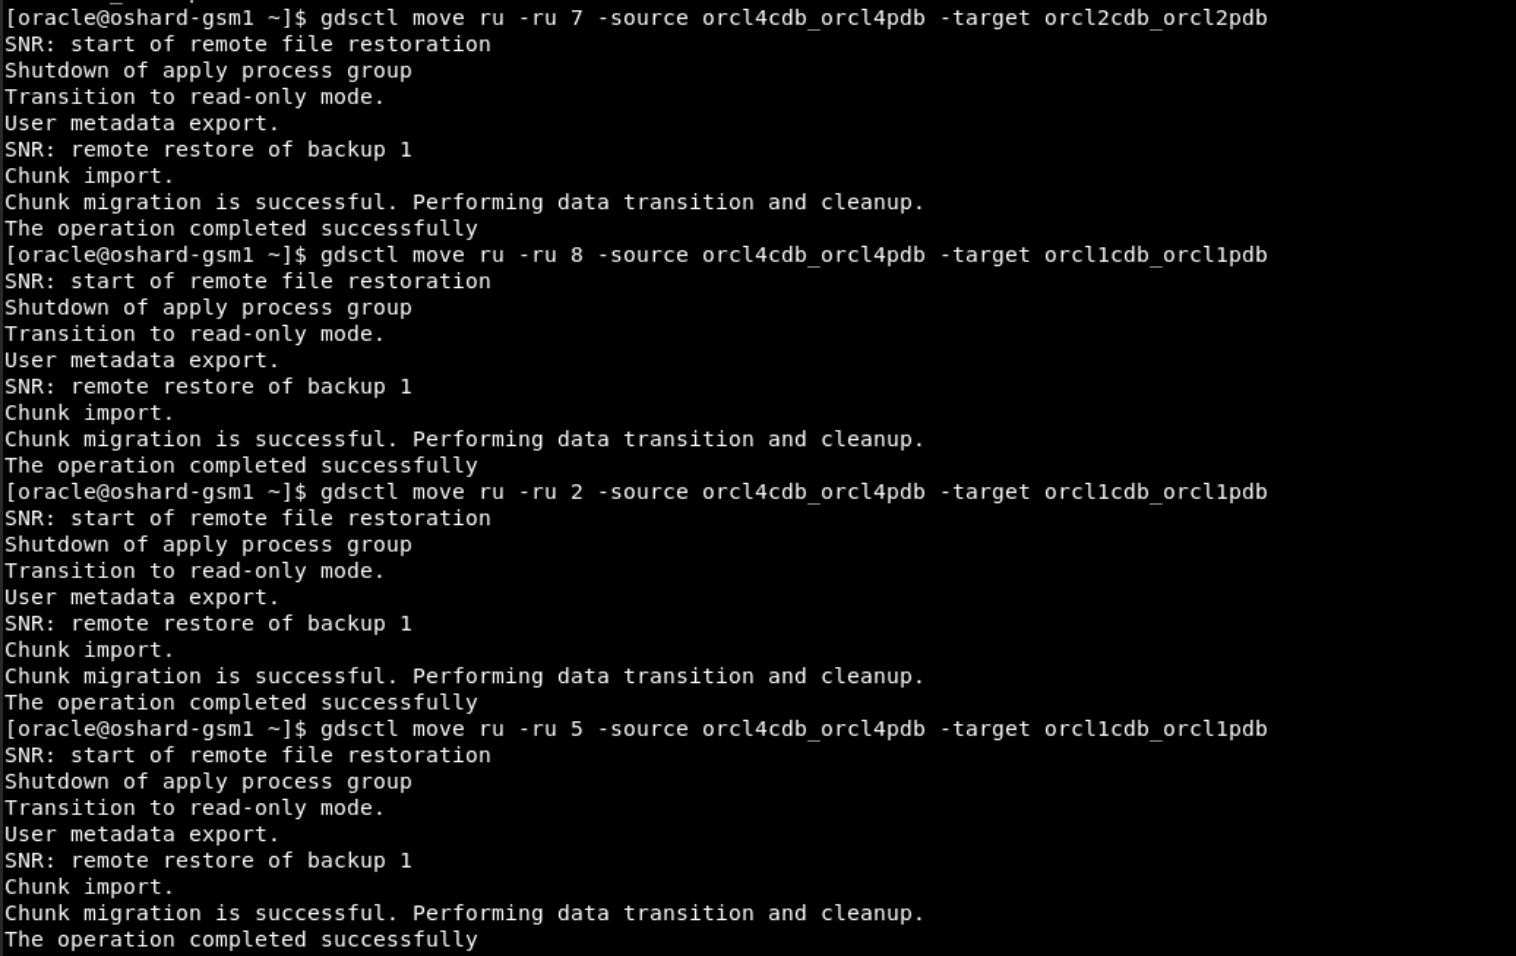 [oracle@oshard-gsm1 ~]$ gdsctl move ru -ru 7 -source orcl4cdb_orcl4pdb -target orcl2cdb_orcl2pdb
SNR: start of remote file restoration
Shutdown of apply process group
Transition to read-only mode.
User metadata export.
SNR: remote restore of backup 1
Chunk import.
Chunk migration is successful. Performing data transition and cleanup.
The operation completed successfully
[oracle@oshard-gsm1 ~]$ gdsctl move ru -ru 8 -source orcl4cdb_orcl4pdb -target orcl1cdb_orcl1pdb
SNR: start of remote file restoration
Shutdown of apply process group
Transition to read-only mode.
User metadata export.
SNR: remote restore of backup 1
Chunk import.
Chunk migration is successful. Performing data transition and cleanup.
The operation completed successfully
[oracle@oshard-gsm1 ~]$ gdsctl move ru -ru 2 -source orcl4cdb_orcl4pdb -target orcl1cdb_orcl1pdb
SNR: start of remote file restoration
Shutdown of apply process group
Transition to read-only mode.
User metadata export.
SNR: remote restore of backup 1
Chunk import.
Chunk migration is successful. Performing data transition and cleanup.
The operation completed successfully
[oracle@oshard-gsm1 ~]$ gdsctl move ru -ru 5 -source orcl4cdb_orcl4pdb -target orcl1cdb_orcl1pdb
SNR: start of remote file restoration
Shutdown of apply process group
Transition to read-only mode.
User metadata export.
SNR: remote restore of backup 1
Chunk import.
Chunk migration is successful. Performing data transition and cleanup.
The operation completed successfully